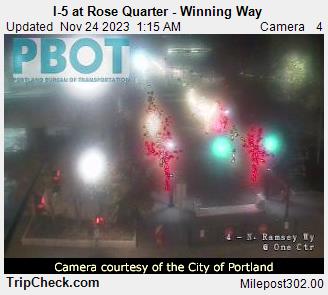 I-5 at Rose Quarter - Winning Way
Updated Nov 24 2023 1:15 AM Camera 4
PBOT
PORTLAND BUREAU OF TRANSPORTATION
4 - N. Ramsey Wy
@ One Ctr
Camera courtesy of the City of Portland
TripCheck.com Milepost302.00